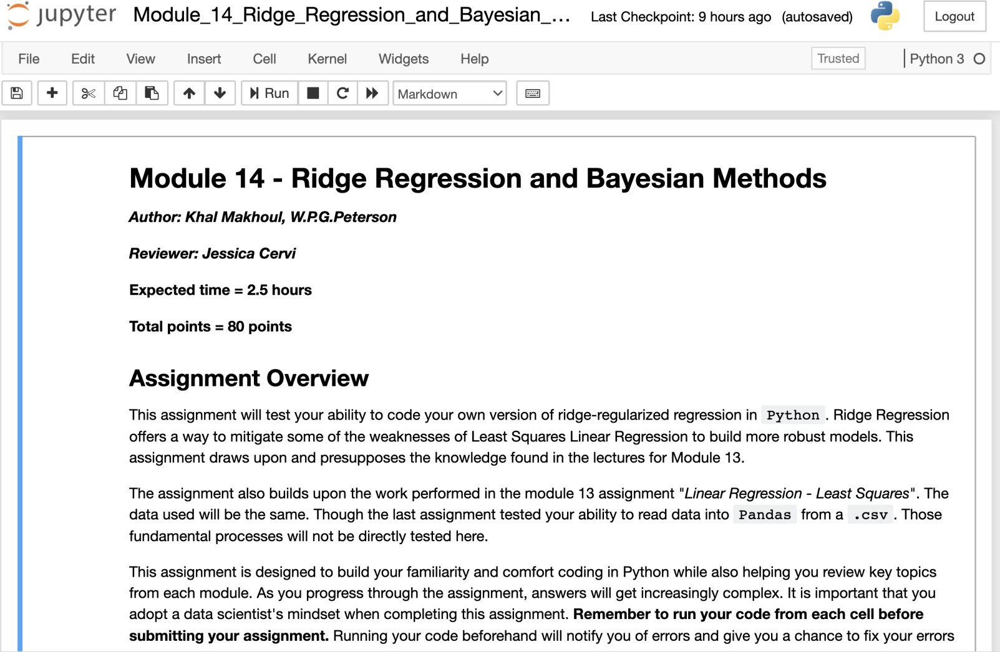 jupyter Module_14_Ridge_Regression_and_Bayesian_... Last Checkpoint: 9 hours ago (autosaved) Logout
File Edit View Insert Cell Kernel Widgets Help Trusted Python 3
Run Markdown
Module 14 - Ridge Regression and Bayesian Methods
Author: Khal Makhoul, W.P.G.Peterson
Reviewer: Jessica Cervi
Expected time = 2.5 hours
Total points = 80 points
Assignment Overview
This assignment will test your ability to code your own version of ridge-regularized regression in Python . Ridge Regression
offers a way to mitigate some of the weaknesses of Least Squares Linear Regression to build more robust models. This
assignment draws upon and presupposes the knowledge found in the lectures for Module 13.
The assignment also builds upon the work performed in the module 13 assignment "Linear Regression - Least Squares". The
data used will be the same. Though the last assignment tested your ability to read data into Pandas from a .csv . Those
fundamental processes will not be directly tested here.
This assignment is designed to build your familiarity and comfort coding in Python while also helping you review key topics
from each module. As you progress through the assignment, answers will get increasingly complex. It is important that you
adopt a data scientist's mindset when completing this assignment. Remember to run your code from each cell before
submitting your assignment. Running your code beforehand will notify you of errors and give you a chance to fix your errors